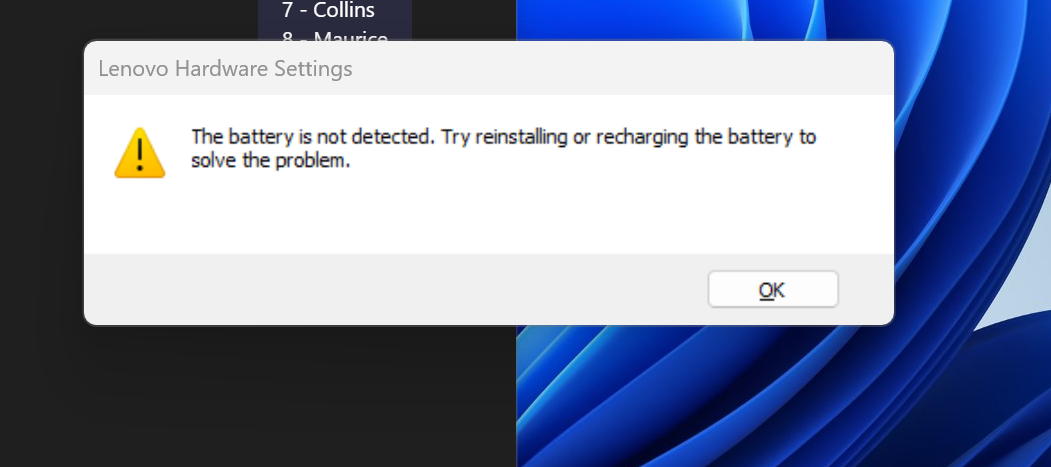 7 - Collins
8 - Maurice
Lenovo Hardware Settings
The battery is not detected. Try reinstalling or recharging the battery to
solve the problem.
OK